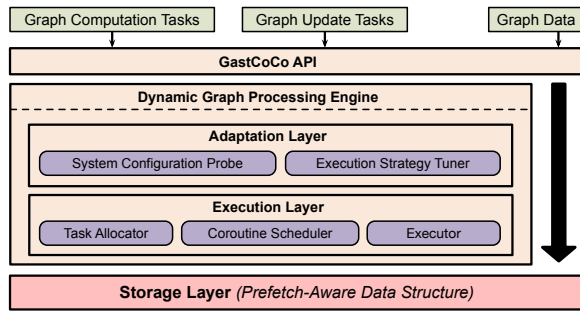 Graph Computation Tasks
Graph Update Tasks
Graph Data
GastCoCo API
Dynamic Graph Processing Engine
Adaptation Layer
System Configuration Probe
Execution Strategy Tuner
Execution Layer
Task Allocator
Coroutine Scheduler
Executor
Storage Layer (Prefetch-Aware Data Structure)